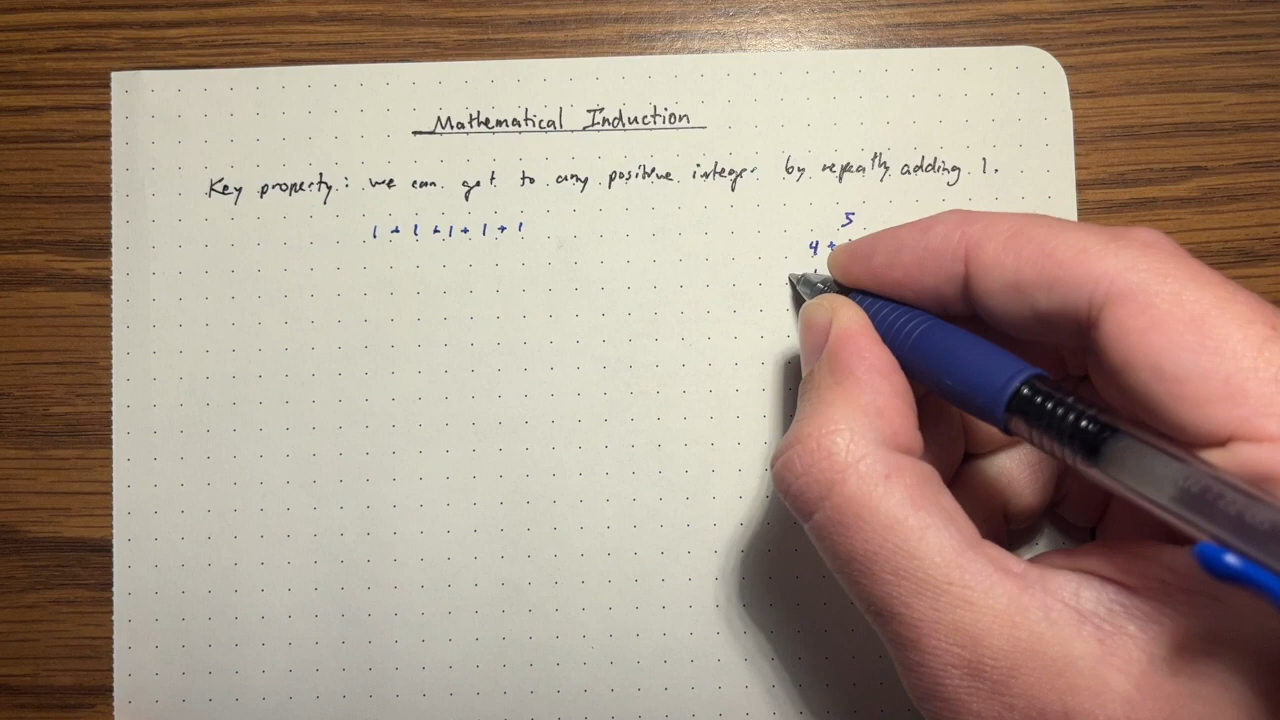 Mathematical Induction
Key property: we can get to any positive integer by repeatly adding 1.
1 + 1 + 1 + 1 + 1
5
4 +